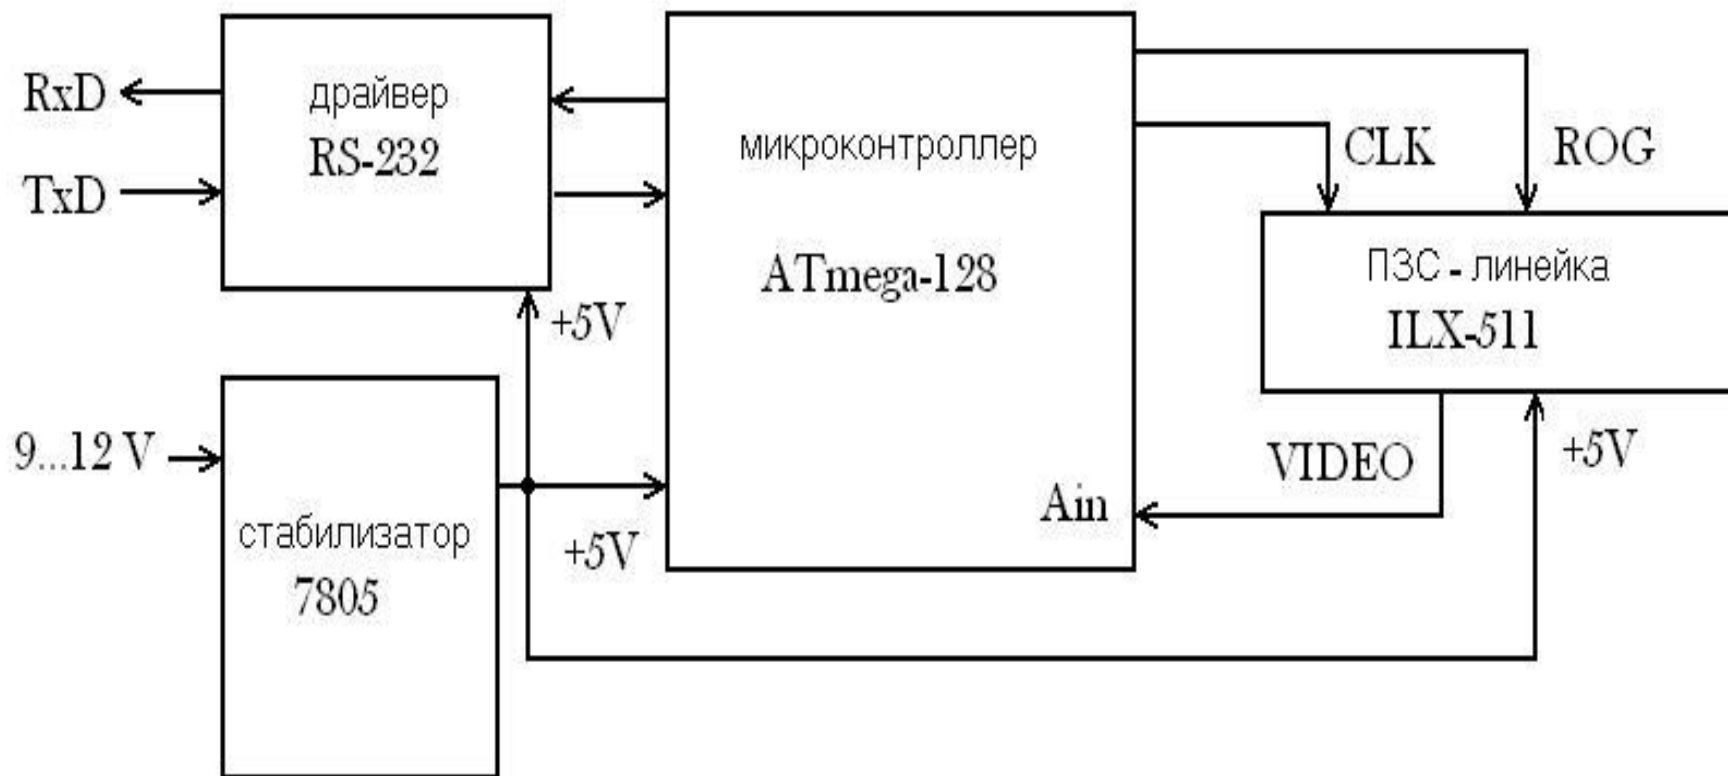 RxD
TxD
драйвер
RS-232
+5V
9...12 V
стабилизатор
7805
+5V
микроконтроллер
ATmega-128
Ain
CLK
ROG
ПЗС - линейка
ILX-511
VIDEO
+5V